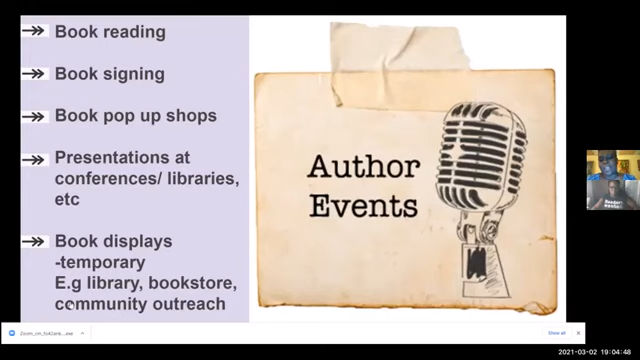 Book reading
Book signing
Book pop up shops
Presentations at
conferences/ libraries,
etc
Book displays
-temporary
E.g library, bookstore,
community outreach
Author
Events
Show all
2021-03-02 19:04:48